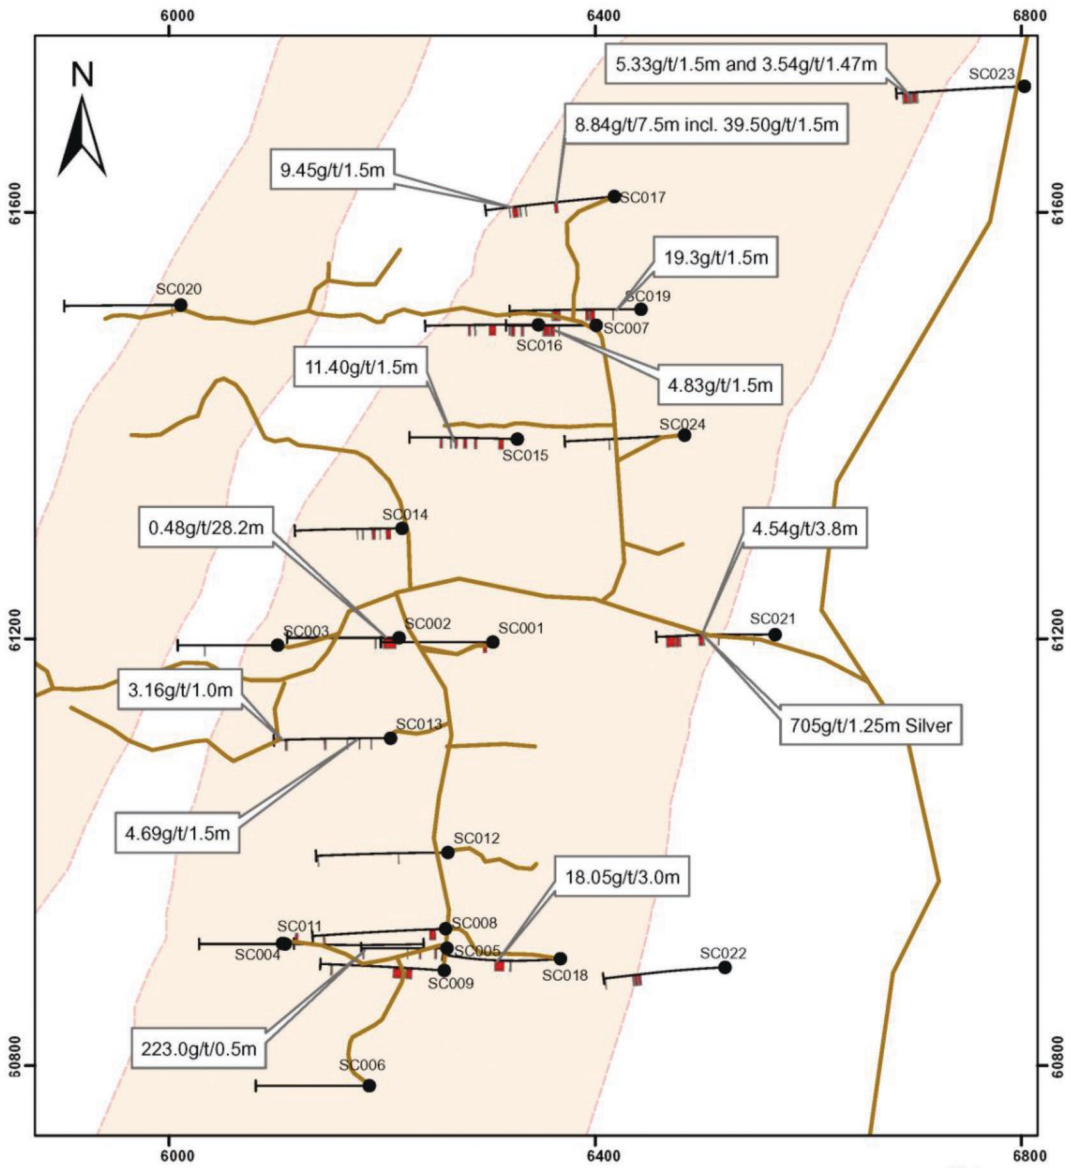 6000
6400
6800
N
5.33g/t/1.5m and 3.54g/t/1.47m
SC023
8.84g/t/7.5m incl. 39.50g/t/1.5m
9.45g/t/1.5m
61600
SC017
61600
19.3g/t/1.5m
SC020
SC019
SC007
SC016
11.40g/t/1.5m
4.83g/t/1.5m
SC024
SC015
0.48g/t/28.2m
SC014
4.54g/t/3.8m
61200
SC003
SC002
SC001
SC021
61200
3.16g/t/1.0m
705g/t/1.25m Silver
SC013
4.69g/t/1.5m
SC012
18.05g/t/3.0m
SC011
SC008
SC004
SC005
SC022
SC018
SC009
223.0g/t/0.5m
SC006
60800
60800
6000
6400
6800